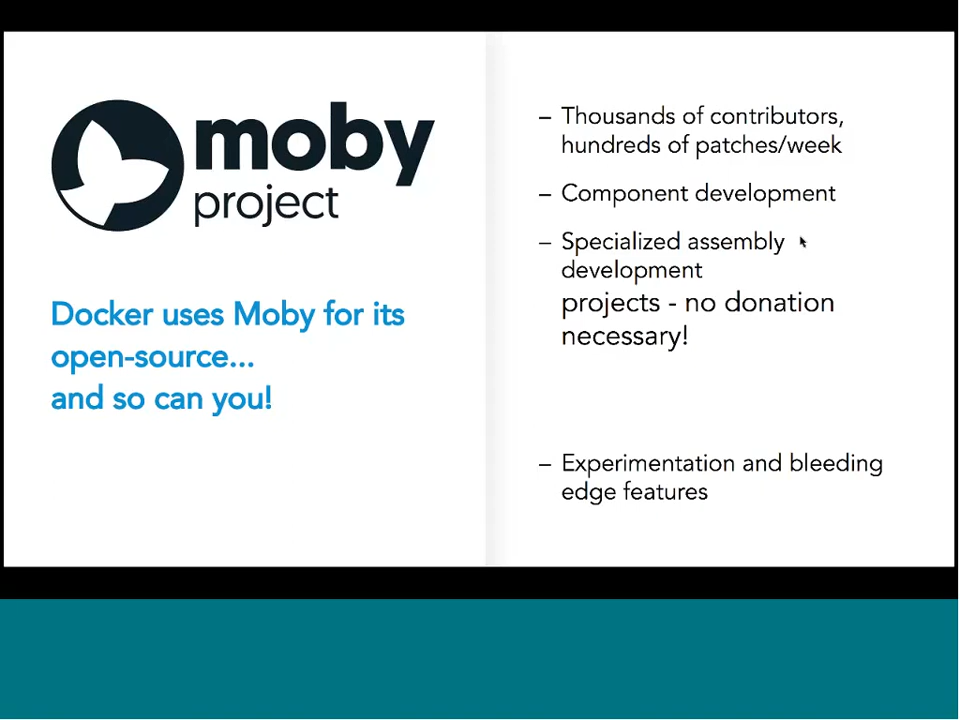 moby
project
Docker uses Moby for its
open-source...
and so can you!
– Thousands of contributors,
hundreds of patches/week
– Component development
– Specialized assembly
development
projects - no donation
necessary!
– Experimentation and bleeding
edge features